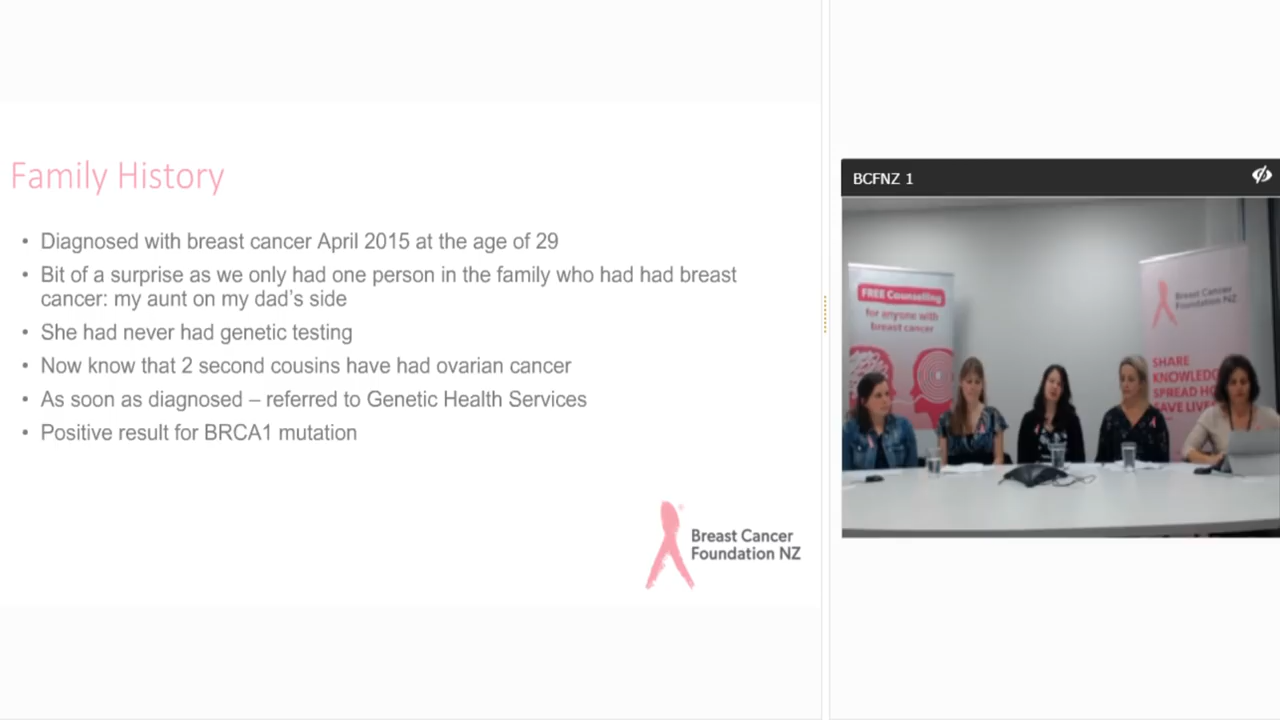 Family History
• Diagnosed with breast cancer April 2015 at the age of 29
• Bit of a surprise as we only had one person in the family who had had breast
cancer: my aunt on my dad's side
• She had never had genetic testing
• Now know that 2 second cousins have had ovarian cancer
• As soon as diagnosed – referred to Genetic Health Services
• Positive result for BRCA1 mutation
Breast Cancer
Foundation NZ
BCFNZ 1
FREE Counselling
for anyone with
breast cancer
Breast Cancer
Foundation NZ
SHARE
KNOWLEDG
SPREAD HO
SAVE LIVE